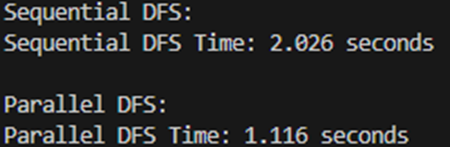 Sequential DFS:
Sequential DFS Time: 2.026 seconds
Parallel DFS:
Parallel DFS Time: 1.116 seconds